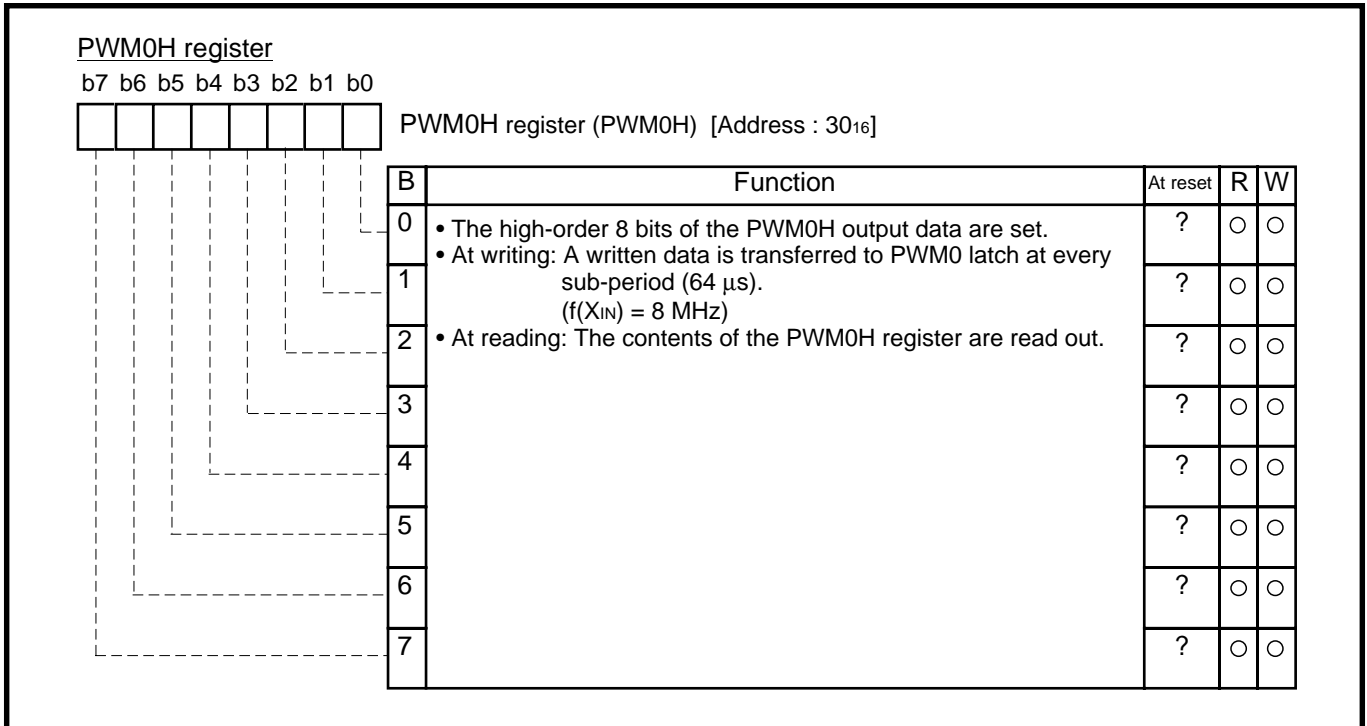 PWM0H register
b7 b6 b5 b4 b3 b2 b1 b0
PWM0H register (PWM0H) [Address : 3016]
B Function At reset R W
0 • The high-order 8 bits of the PWM0H output data are set. ? ○ ○
• At writing: A written data is transferred to PWM0 latch at every
1 sub-period (64 µs). ? ○ ○
(f(XIN) = 8 MHz)
2 • At reading: The contents of the PWM0H register are read out. ? ○ ○
3 ? ○ ○
4 ? ○ ○
5 ? ○ ○
6 ? ○ ○
7 ? ○ ○